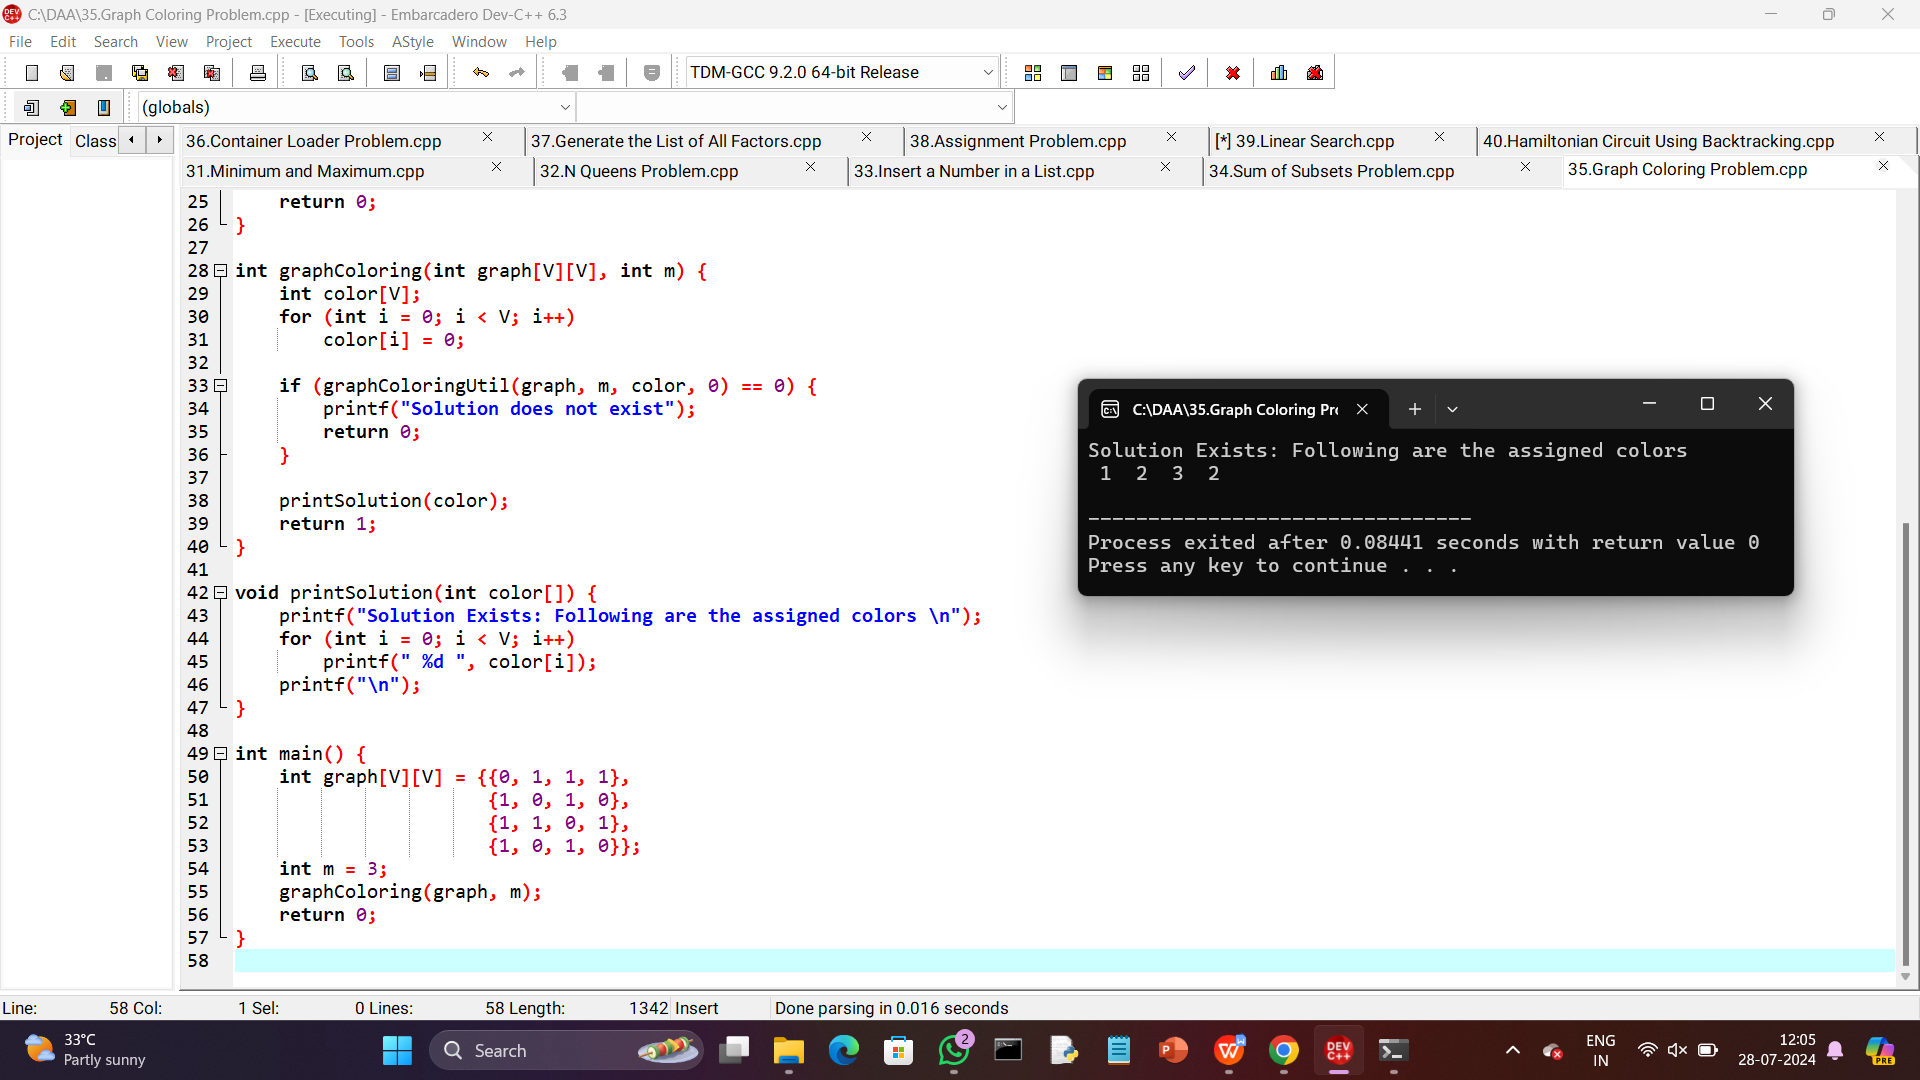 C:\DAA\35.Graph Coloring Problem.cpp - [Executing] - Embarcadero Dev-C++ 6.3
File Edit Search View Project Execute Tools AStyle Window Help
TDM-GCC 9.2.0 64-bit Release
(globals)
Project Class
36.Container Loader Problem.cpp 37.Generate the List of All Factors.cpp 38.Assignment Problem.cpp [*] 39.Linear Search.cpp 40.Hamiltonian Circuit Using Backtracking.cpp
31.Minimum and Maximum.cpp 32.N Queens Problem.cpp 33.Insert a Number in a List.cpp 34.Sum of Subsets Problem.cpp 35.Graph Coloring Problem.cpp
25 return 0;
26 }
27
28 int graphColoring(int graph[V][V], int m) {
29 int color[V];
30 for (int i = 0; i < V; i++)
31 color[i] = 0;
32
33 if (graphColoringUtil(graph, m, color, 0) == 0) {
34 printf("Solution does not exist");
35 return 0;
36 }
37
38 printSolution(color);
39 return 1;
40 }
41
42 void printSolution(int color[]) {
43 printf("Solution Exists: Following are the assigned colors \n");
44 for (int i = 0; i < V; i++)
45 printf(" %d ", color[i]);
46 printf("\n");
47 }
48
49 int main() {
50 int graph[V][V] = {{0, 1, 1, 1},
51 {1, 0, 1, 0},
52 {1, 1, 0, 1},
53 {1, 0, 1, 0}};
54 int m = 3;
55 graphColoring(graph, m);
56 return 0;
57 }
58
C:\DAA\35.Graph Coloring Pr
Solution Exists: Following are the assigned colors
1 2 3 2
--------------------------------
Process exited after 0.08441 seconds with return value 0
Press any key to continue . . .
Line: 58 Col: 1 Sel: 0 Lines: 58 Length: 1342 Insert Done parsing in 0.016 seconds
33°C
Partly sunny
Search
2
DEV C++
ENG
IN
12:05
28-07-2024
PRE